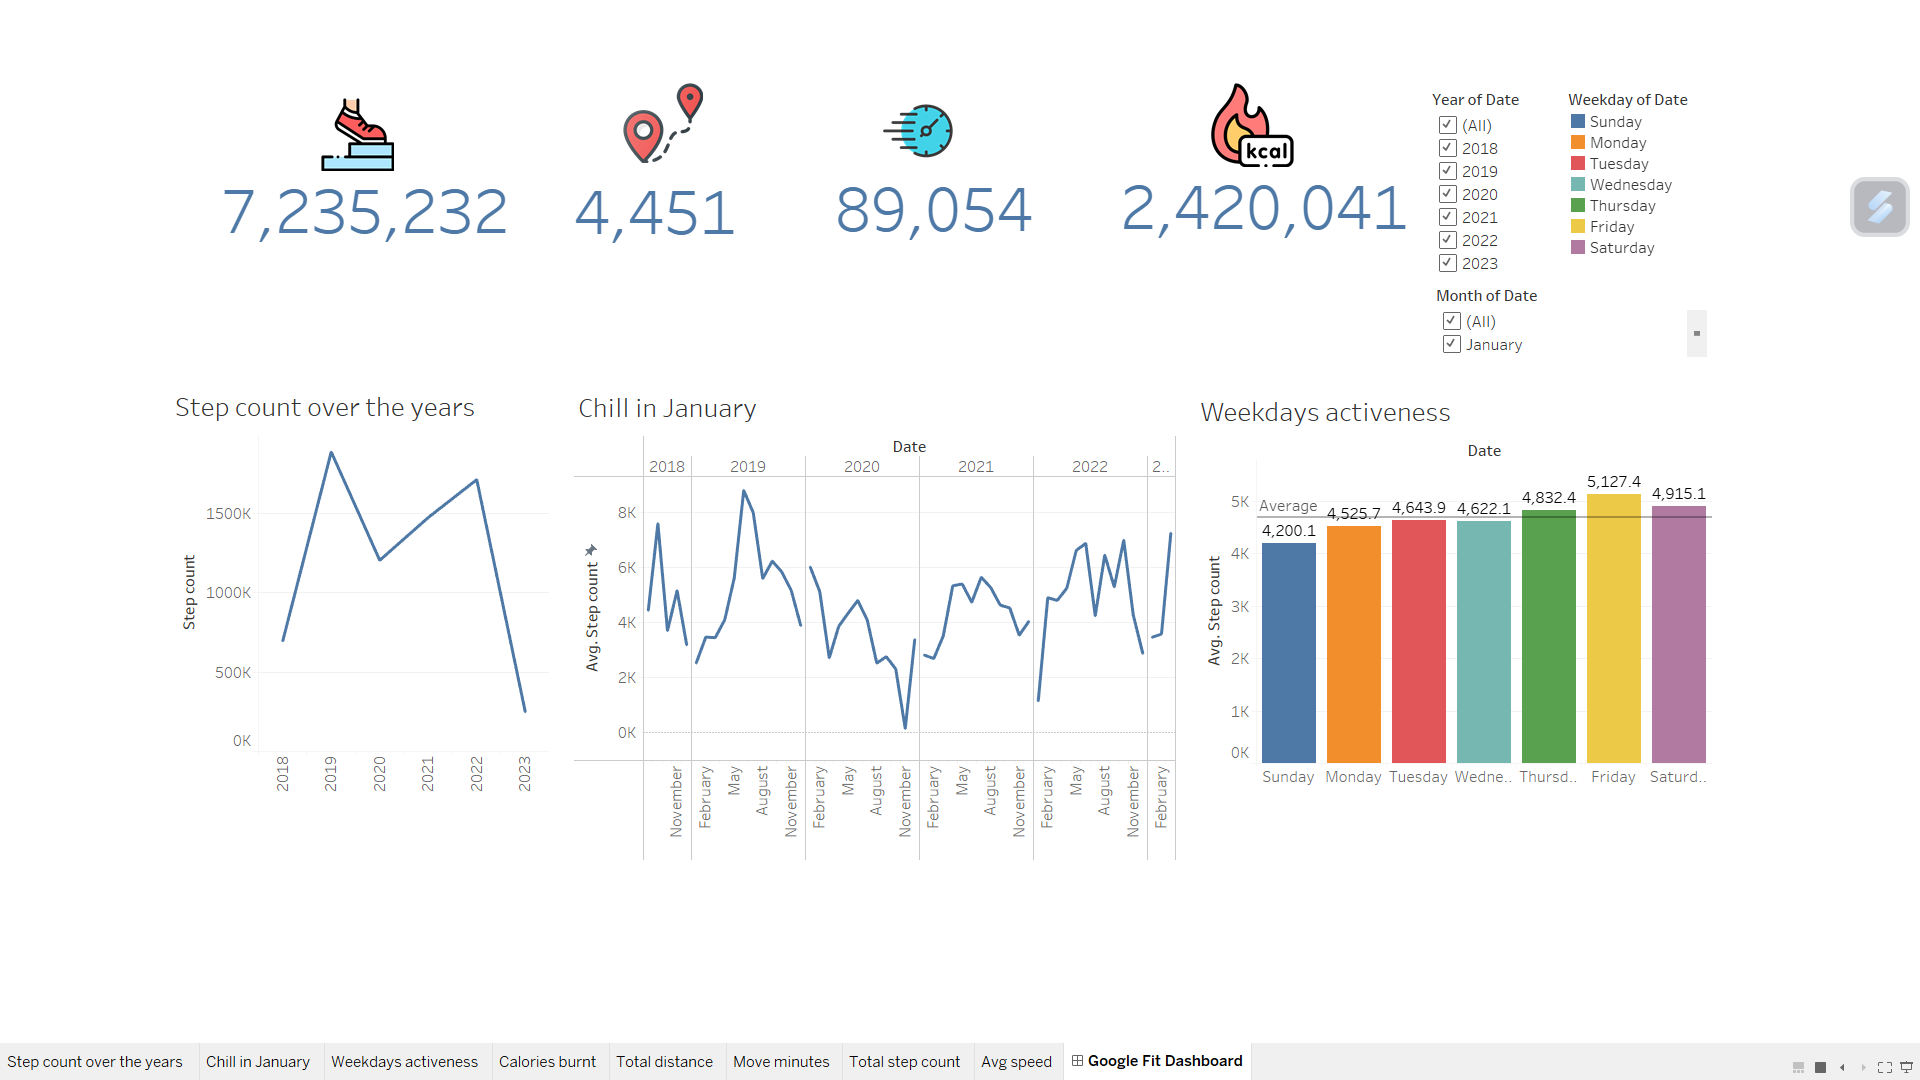 kcal
7,235,232
4,451
89,054
2,420,041
Year of Date
(All)
2018
2019
2020
2021
2022
2023
Weekday of Date
Sunday
Monday
Tuesday
Wednesday
Thursday
Friday
Saturday
Month of Date
(All)
January
Step count over the years
Step count
1500K
1000K
500K
0K
2018
2019
2020
2021
2022
2023
Chill in January
Date
2018
2019
2020
2021
2022
2..
Avg. Step count
8K
6K
4K
2K
0K
November
February
May
August
November
February
May
August
November
February
May
August
November
February
May
August
November
February
Weekdays activeness
Date
Avg. Step count
5K
4K
3K
2K
1K
0K
Average
4,200.1
4,525.7
4,643.9
4,622.1
4,832.4
5,127.4
4,915.1
Sunday
Monday
Tuesday
Wedne..
Thursd..
Friday
Saturd..
Step count over the years
Chill in January
Weekdays activeness
Calories burnt
Total distance
Move minutes
Total step count
Avg speed
Google Fit Dashboard